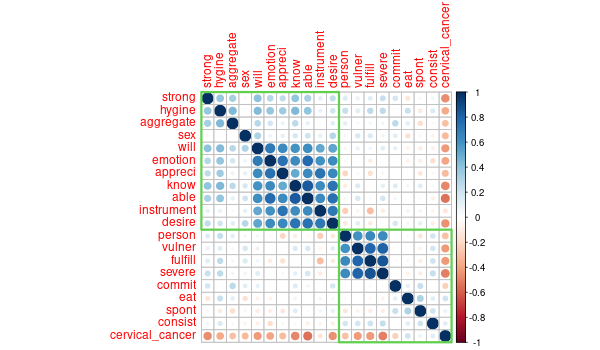 strong hygine aggregate sex will emotion appreci know able instrument desire person vulner fulfill severe commit eat spont consist cervical_cancer
strong
hygine
aggregate
sex
will
emotion
appreci
know
able
instrument
desire
person
vulner
fulfill
severe
commit
eat
spont
consist
cervical_cancer
1
0.8
0.6
0.4
0.2
0
-0.2
-0.4
-0.6
-0.8
-1